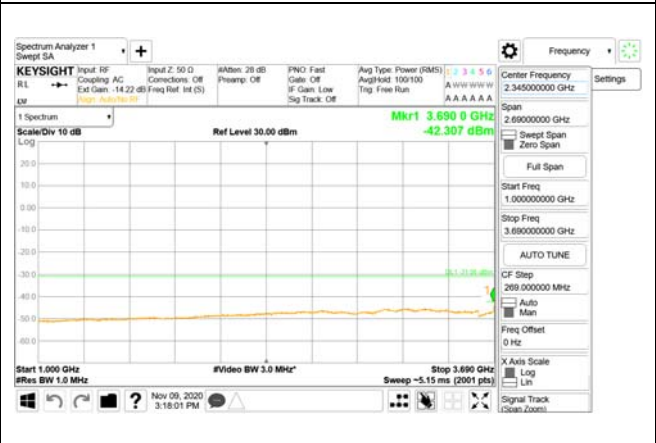 Spectrum Analyzer 1
Swept SA
+
Frequency
Settings
KEYSIGHT
RL
Input: RF
Coupling: AC
Ext Gain: -14.22 dB
Align: Auto/No RF
Input Z: 50 Ω
Corrections: Off
Freq Ref: Int (S)
#Atten: 28 dB
Preamp: Off
PNO: Fast
Gate: Off
IF Gain: Low
Sig Track: Off
Avg Type: Power (RMS)
Avg|Hold: 100/100
Trig: Free Run
1 2 3 4 5 6
A W W W W W
A A A A A A
1 Spectrum
Scale/Div 10 dB
Log
Ref Level 30.00 dBm
Mkr1 3.690 0 GHz
-42.307 dBm
20.0
10.0
0.00
-10.0
-20.0
-30.0
-40.0
-50.0
-60.0
1
Start 1.000 GHz
#Res BW 1.0 MHz
#Video BW 3.0 MHz*
Stop 3.690 GHz
Sweep ~5.15 ms (2001 pts)
Nov 09, 2020
3:18:01 PM
Center Frequency
2.345000000 GHz
Span
2.69000000 GHz
Swept Span
Zero Span
Full Span
Start Freq
1.000000000 GHz
Stop Freq
3.690000000 GHz
AUTO TUNE
CF Step
269.000000 MHz
Auto
Man
Freq Offset
0 Hz
X Axis Scale
Log
Lin
Signal Track
(Span Zoom)